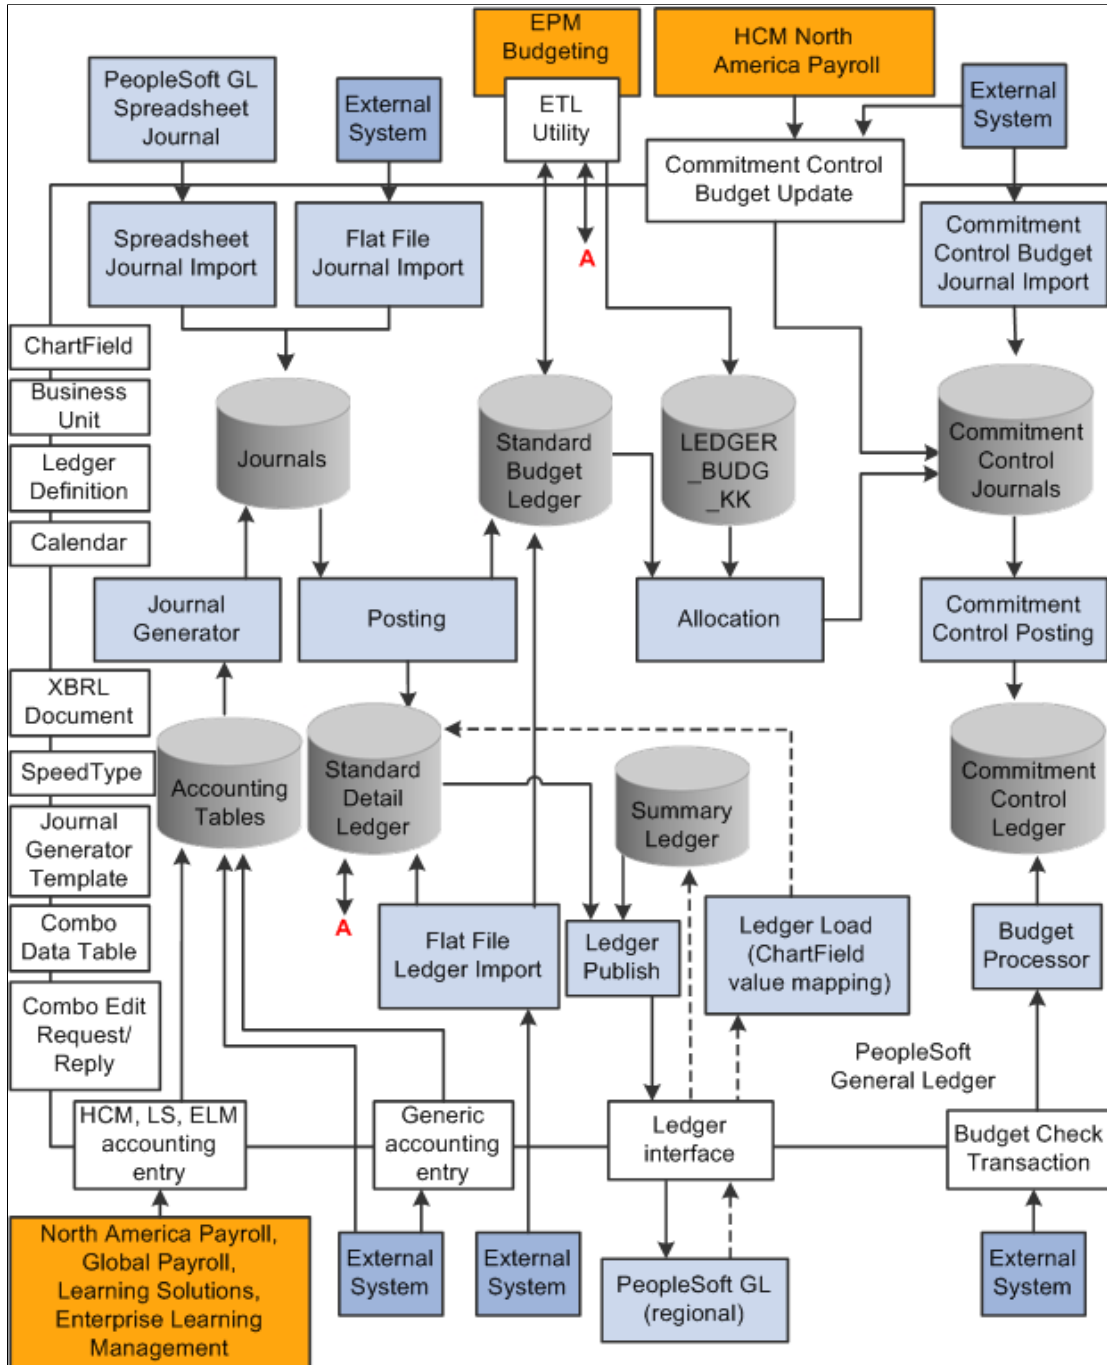 EPM
Budgeting
HCM North
America Payroll
PeopleSoft GL
Spreadsheet
Journal
External
System
ETL
Utility
External
System
Commitment Control
Budget Update
Spreadsheet
Journal Import
Flat File
Journal Import
A
Commitment
Control Budget
Journal Import
ChartField
Business
Unit
Ledger
Definition
Calendar
Journals
Standard
Budget
Ledger
LEDGER
_BUDG
_KK
Commitment
Control
Journals
Journal
Generator
Posting
Allocation
Commitment
Control Posting
XBRL
Document
SpeedType
Journal
Generator
Template
Combo
Data Table
Combo Edit
Request/
Reply
Accounting
Tables
Standard
Detail
Ledger
Summary
Ledger
Commitment
Control
Ledger
A
Flat File
Ledger Import
Ledger
Publish
Ledger Load
(ChartField
value mapping)
Budget
Processor
PeopleSoft
General Ledger
HCM, LS, ELM
accounting
entry
Generic
accounting
entry
Ledger
interface
Budget Check
Transaction
North America Payroll,
Global Payroll,
Learning Solutions,
Enterprise Learning
Management
External
System
External
System
PeopleSoft GL
(regional)
External
System